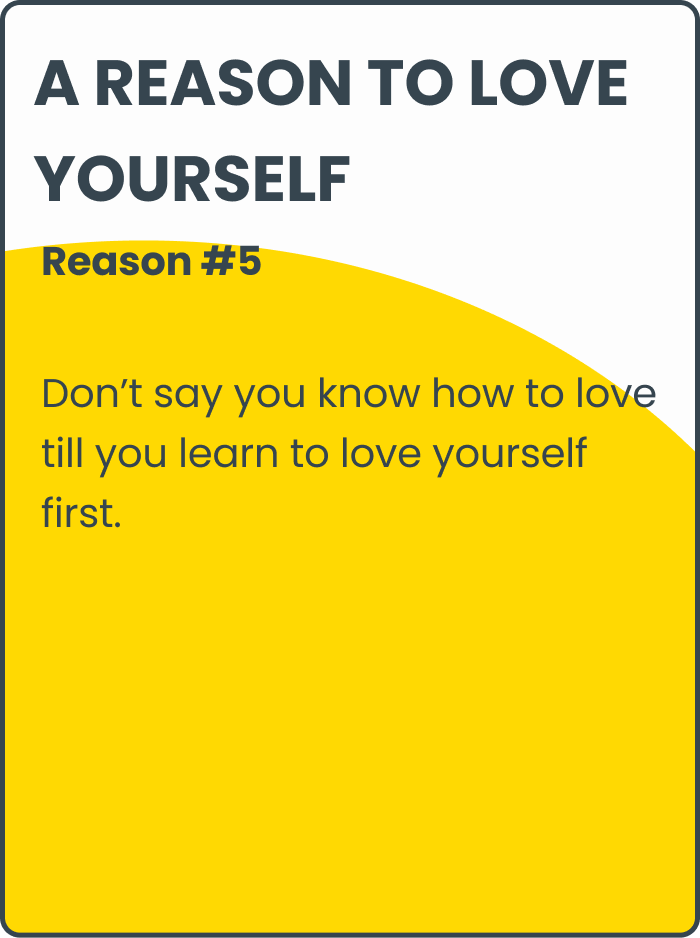 A REASON TO LOVE
YOURSELF
Reason #5
Don’t say you know how to love
till you learn to love yourself
first.